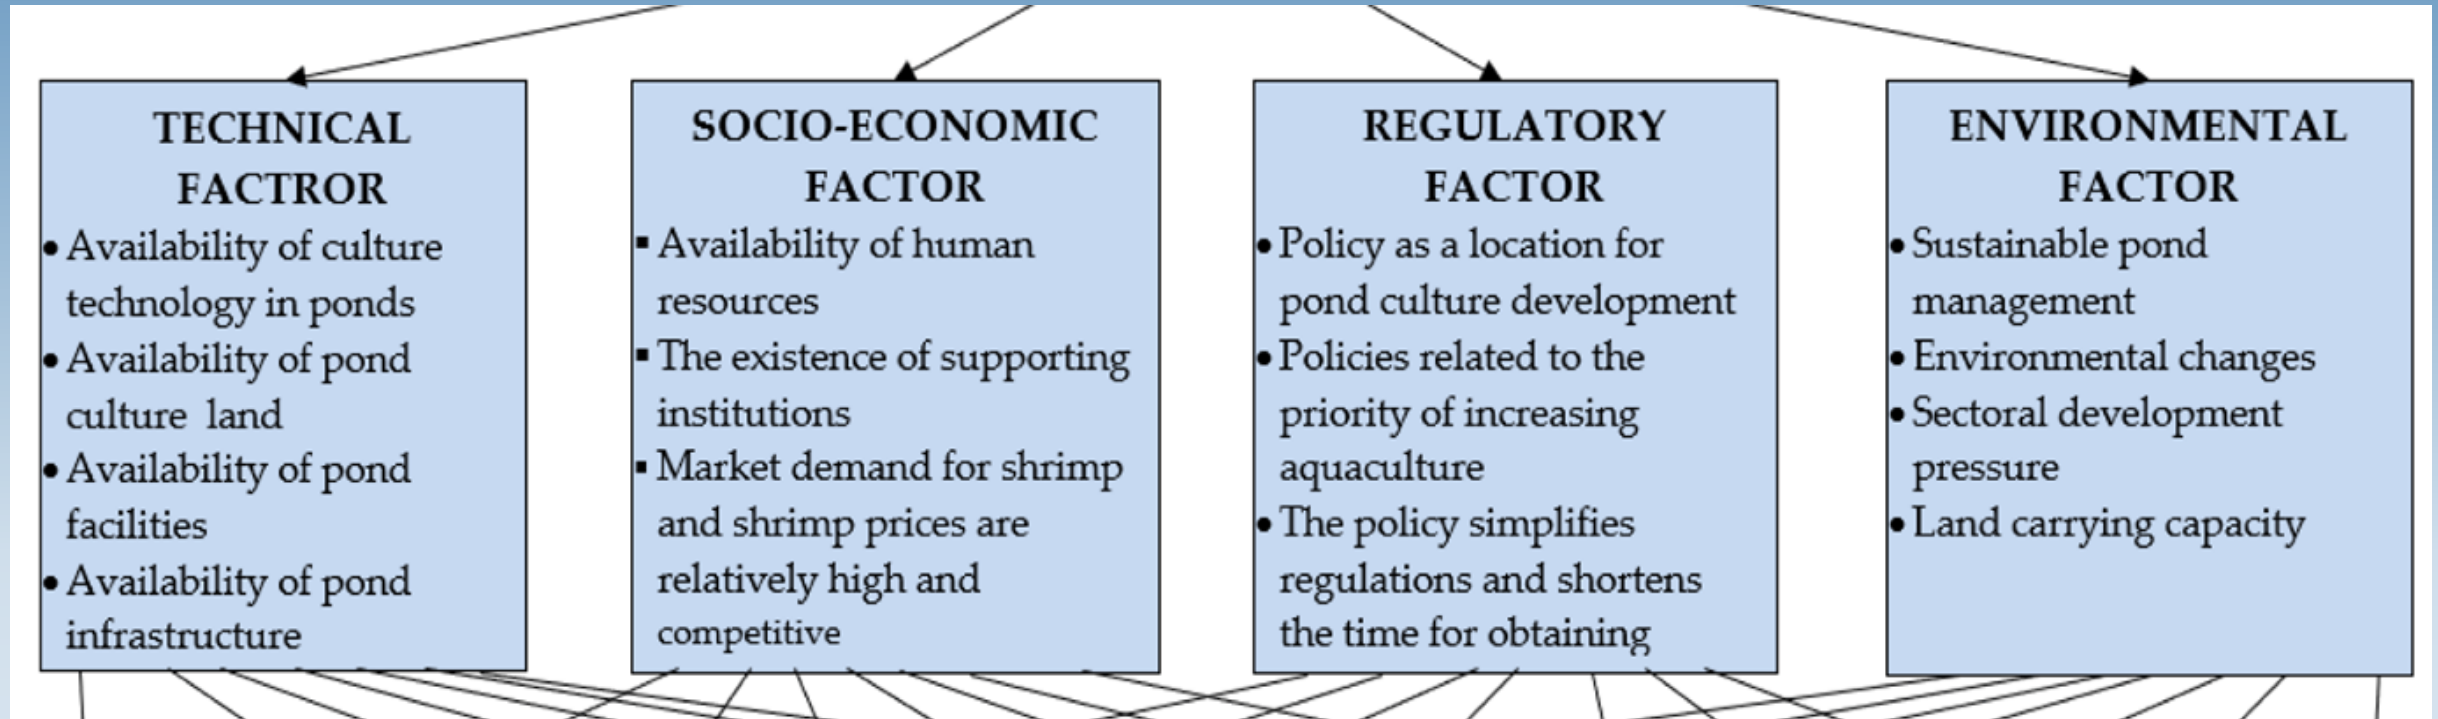 TECHNICAL
FACTROR
• Availability of culture
technology in ponds
• Availability of pond
culture land
• Availability of pond
facilities
• Availability of pond
infrastructure
SOCIO-ECONOMIC
FACTOR
▪ Availability of human
resources
▪ The existence of supporting
institutions
▪ Market demand for shrimp
and shrimp prices are
relatively high and
competitive
REGULATORY
FACTOR
• Policy as a location for
pond culture development
• Policies related to the
priority of increasing
aquaculture
• The policy simplifies
regulations and shortens
the time for obtaining
ENVIRONMENTAL
FACTOR
• Sustainable pond
management
• Environmental changes
• Sectoral development
pressure
• Land carrying capacity